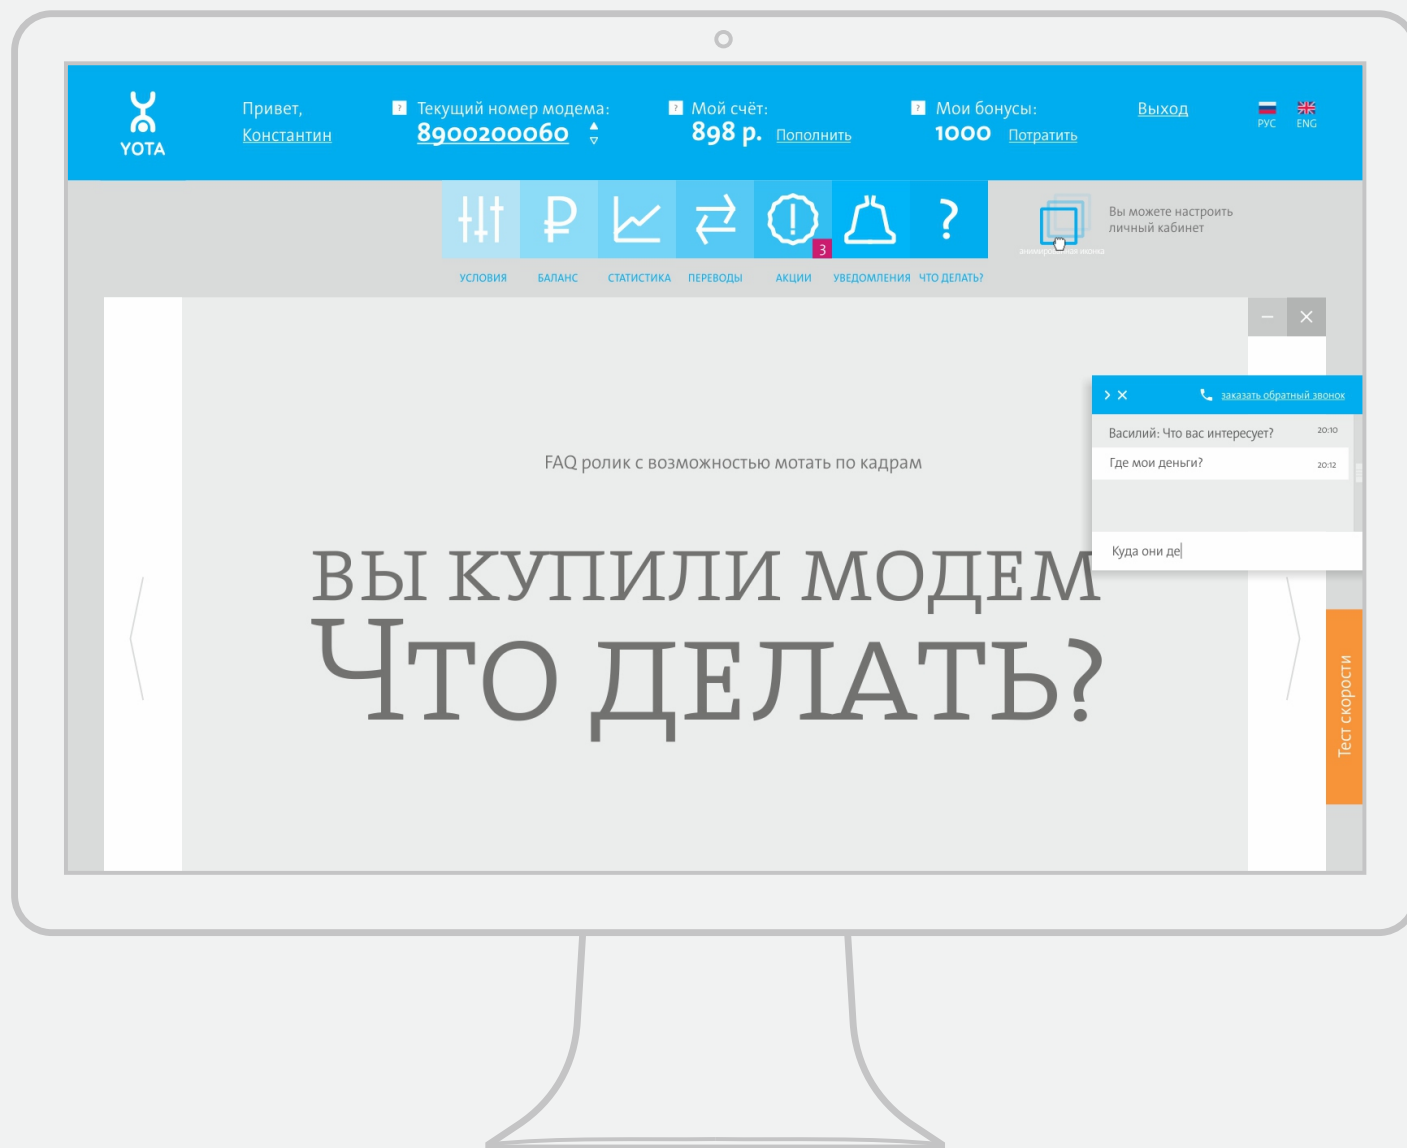 YOTA
Привет,
Константин
? Текущий номер модема:
8900200060
? Мой счёт:
898 р. Пополнить
? Мои бонусы:
1000 Потратить
Выход
РУС ENG
3
УСЛОВИЯ БАЛАНС СТАТИСТИКА ПЕРЕВОДЫ АКЦИИ УВЕДОМЛЕНИЯ ЧТО ДЕЛАТЬ?
Вы можете настроить
личный кабинет
анимированная иконка
заказать обратный звонок
Василий: Что вас интересует? 20:10
Где мои деньги? 20:12
Куда они де
FAQ ролик с возможностью мотать по кадрам
ВЫ КУПИЛИ МОДЕМ
ЧТО ДЕЛАТЬ?
Тест скорости